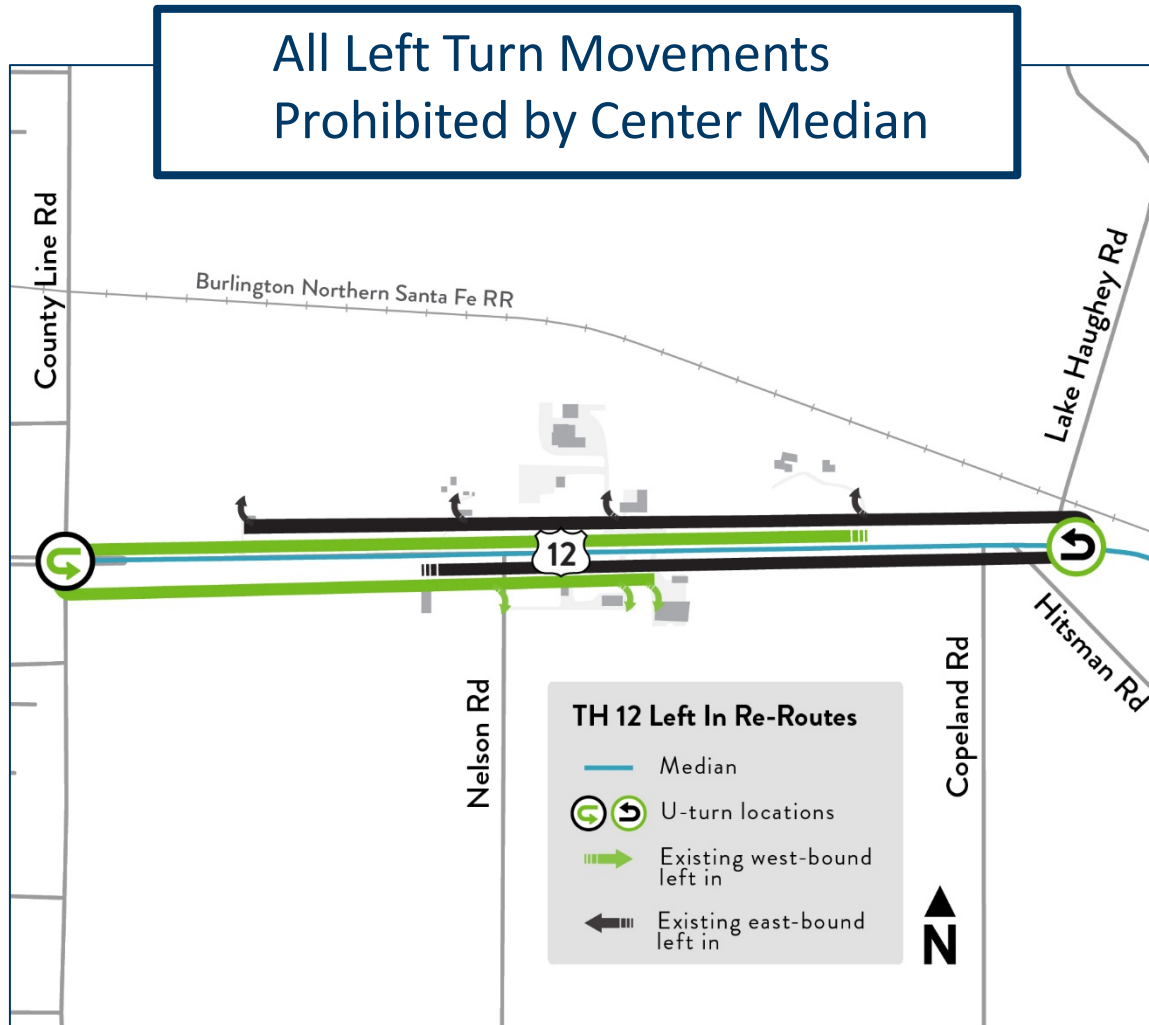 All Left Turn Movements
Prohibited by Center Median
County Line Rd
Burlington Northern Santa Fe RR
Lake Haughey Rd
12
Hitsman Rd
Nelson Rd
Copeland Rd
TH 12 Left In Re-Routes
Median
U-turn locations
Existing west-bound
left in
Existing east-bound
left in
N